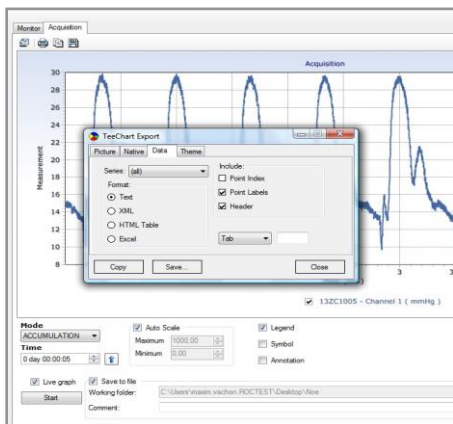 Monitor Acquisition
Acquisition
30
28
26
24
22
20
18
16
14
12
10
8
Measurement
TeeChart Export
Picture Native Data Theme
Series: (all)
Format:
Text
XML
HTML Table
Excel
Include:
Point Index
Point Labels
Header
Tab
Copy Save... Close
3 3
13ZC1005 - Channel 1 ( mmHg )
Mode
ACCUMULATION
Time
0 day 00:00:05
Auto Scale
Maximum 1000,00
Minimum 0,00
Legend
Symbol
Annotation
Live graph
Start
Save to file
Working folder: C:\Users\maxim.vachon.ROCTEST\Desktop\Noe
Comment: